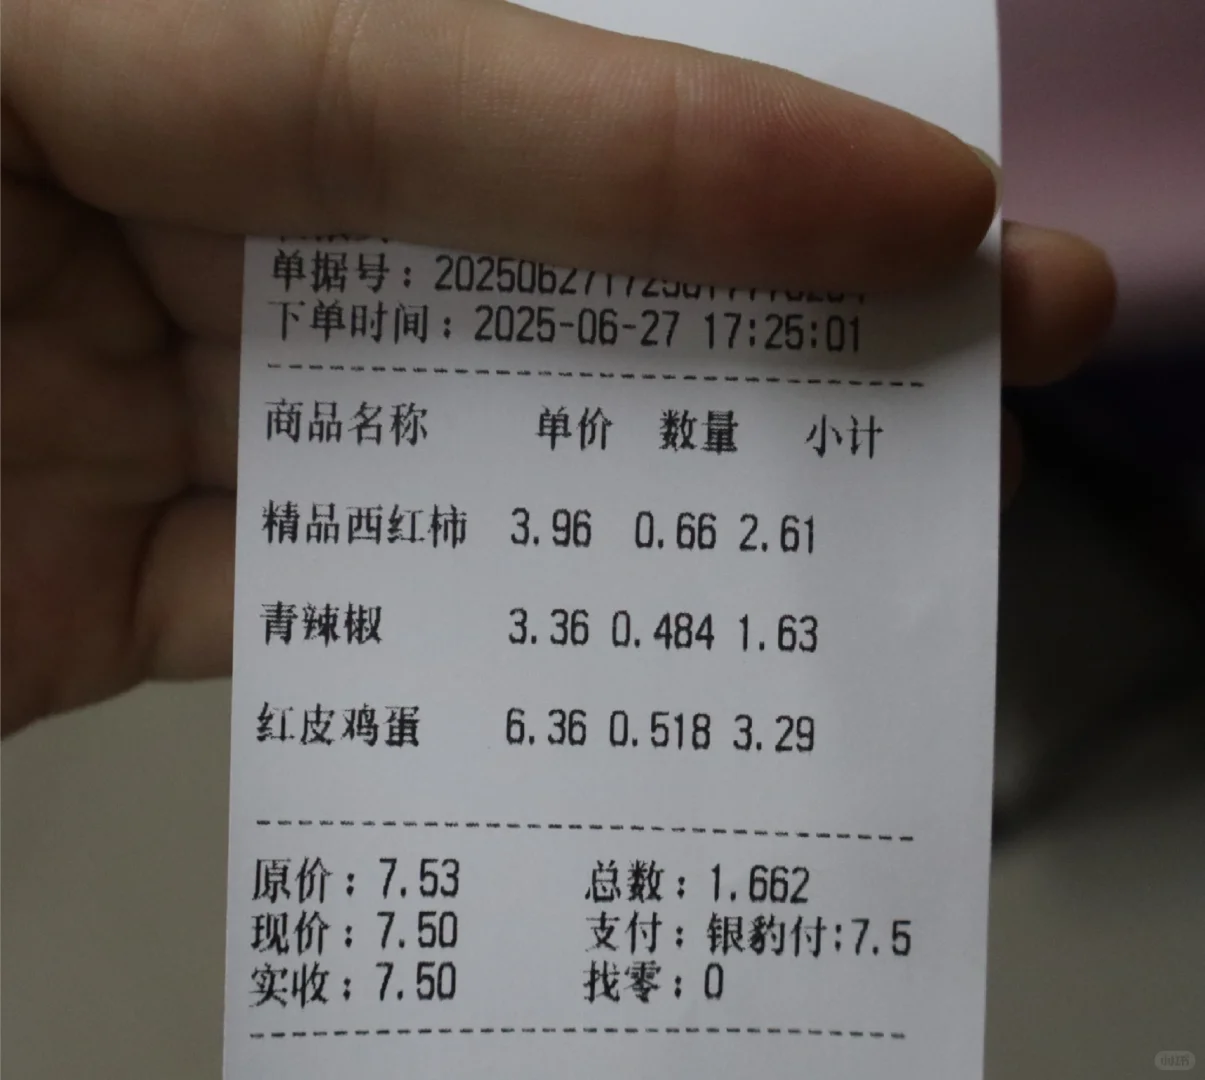 单据号：2025062717250
下单时间：2025-06-27 17:25:01
商品名称 单价 数量 小计
精品西红柿 3.96 0.66 2.61
青辣椒 3.36 0.484 1.63
红皮鸡蛋 6.36 0.518 3.29
原价：7.53 总数：1.662
现价：7.50 支付：银豹付:7.5
实收：7.50 找零：0